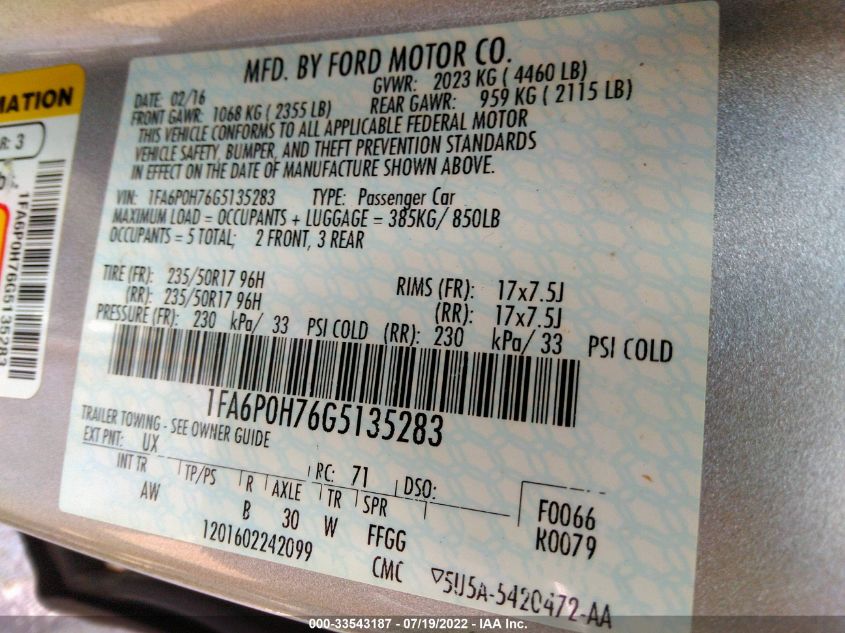 MFD. BY FORD MOTOR CO.
DATE: 02/16 GVWR: 2023 KG ( 4460 LB)
FRONT GAWR: 1068 KG ( 2355 LB) REAR GAWR: 959 KG ( 2115 LB)
THIS VEHICLE CONFORMS TO ALL APPLICABLE FEDERAL MOTOR
VEHICLE SAFETY, BUMPER, AND THEFT PREVENTION STANDARDS
IN EFFECT ON THE DATE OF MANUFACTURE SHOWN ABOVE.
VIN: 1FA6P0H76G5135283 TYPE: Passenger Car
MAXIMUM LOAD = OCCUPANTS + LUGGAGE = 385KG/ 850LB
OCCUPANTS = 5 TOTAL; 2 FRONT, 3 REAR
TIRE (FR): 235/50R17 96H RIMS (FR): 17x7.5J
(RR): 235/50R17 96H (RR): 17x7.5J
PRESSURE (FR): 230 kPa/ 33 PSI COLD (RR): 230 kPa/ 33 PSI COLD
1FA6P0H76G5135283
TRAILER TOWING - SEE OWNER GUIDE
EXT PNT: UX RC: 71 DSO:
INT TR TP/PS R AXLE TR SPR F0066
AW B 30 W FFGG R0079
1201602242099 CMC ▽5U5A-5420472-AA
MATION
R: 3
1FA6P0H76G5135283
000-33543187 - 07/19/2022 - IAA Inc.